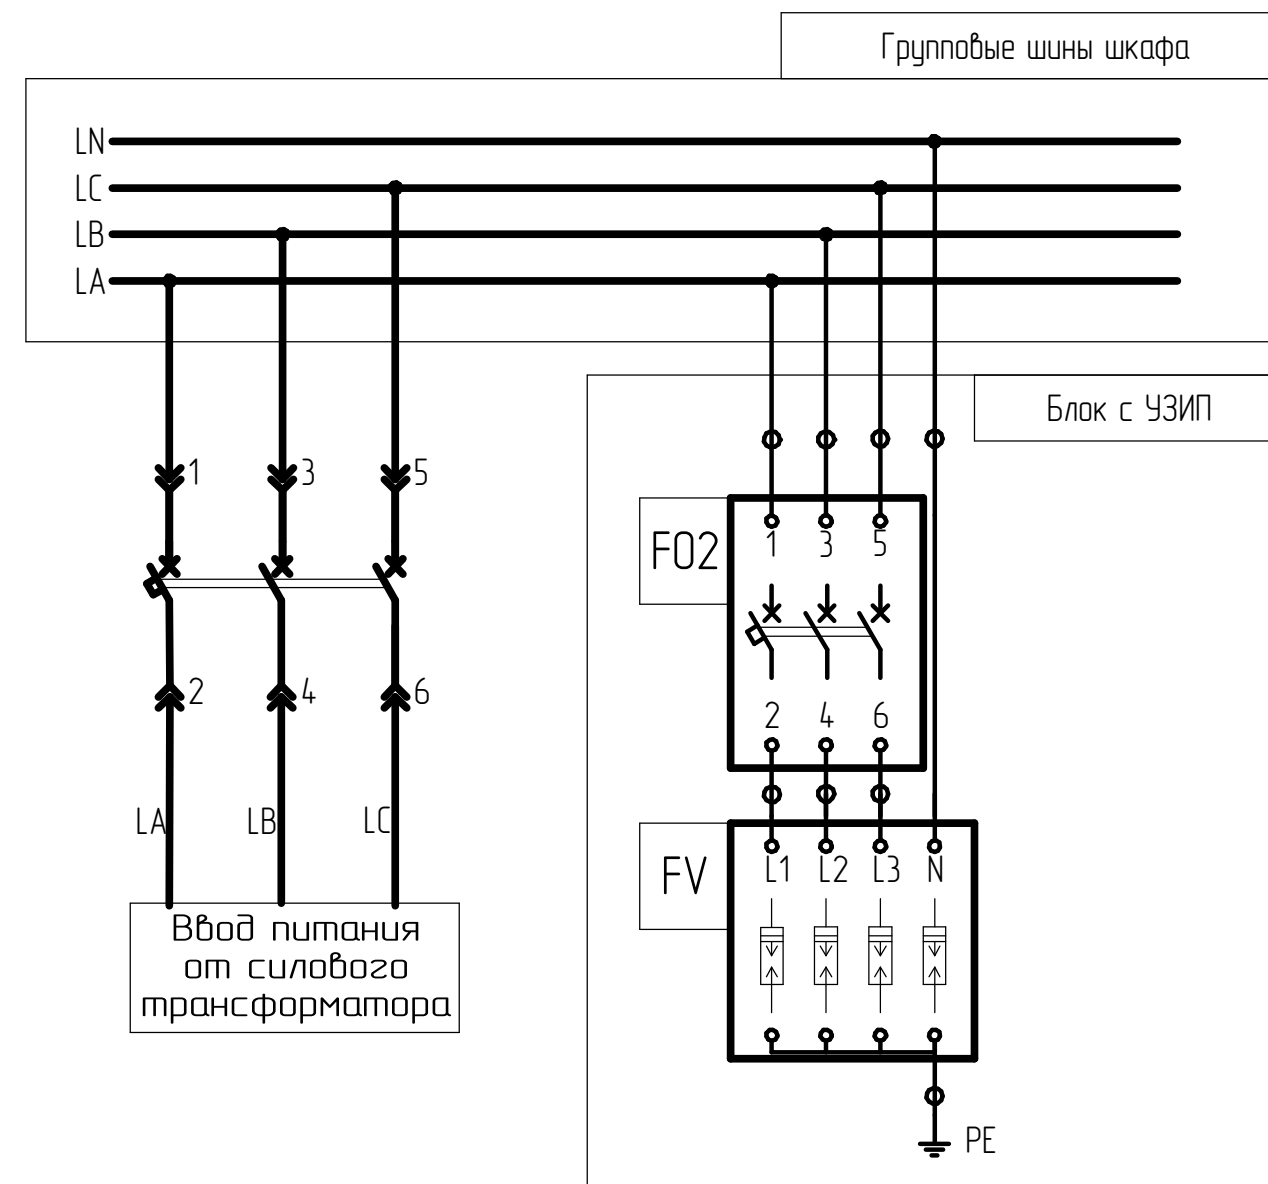 Групповые шины шкафа
LN
LC
LB
LA
Блок с УЗИП
1 3 5
FO2
1 3 5
2 4 6
2 4 6
LA LB LC
FV
L1 L2 L3 N
Ввод питания
от силового
трансформатора
PE